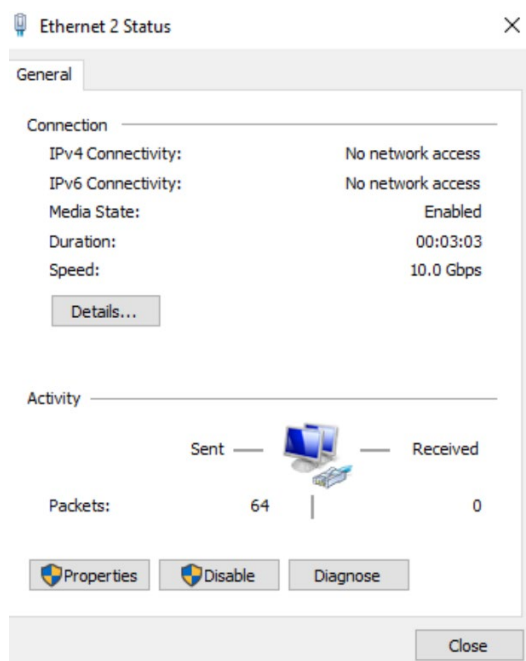 Ethernet 2 Status
General
Connection
IPv4 Connectivity: No network access
IPv6 Connectivity: No network access
Media State: Enabled
Duration: 00:03:03
Speed: 10.0 Gbps
Details...
Activity
Sent Received
Packets: 64 0
Properties Disable Diagnose
Close